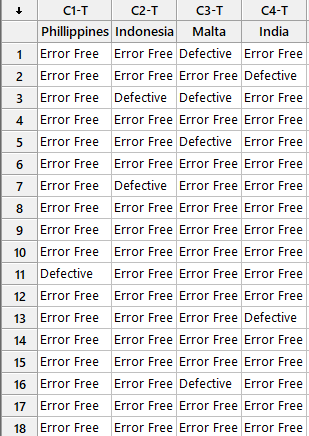 C1-T C2-T C3-T C4-T
Phillippines Indonesia Malta India
1 Error Free Error Free Defective Error Free
2 Error Free Error Free Error Free Defective
3 Error Free Defective Defective Error Free
4 Error Free Error Free Error Free Error Free
5 Error Free Error Free Defective Error Free
6 Error Free Error Free Error Free Error Free
7 Error Free Defective Error Free Error Free
8 Error Free Error Free Error Free Error Free
9 Error Free Error Free Error Free Error Free
10 Error Free Error Free Error Free Error Free
11 Defective Error Free Error Free Error Free
12 Error Free Error Free Error Free Error Free
13 Error Free Error Free Error Free Defective
14 Error Free Error Free Error Free Error Free
15 Error Free Error Free Error Free Error Free
16 Error Free Error Free Defective Error Free
17 Error Free Error Free Error Free Error Free
18 Error Free Error Free Error Free Error Free